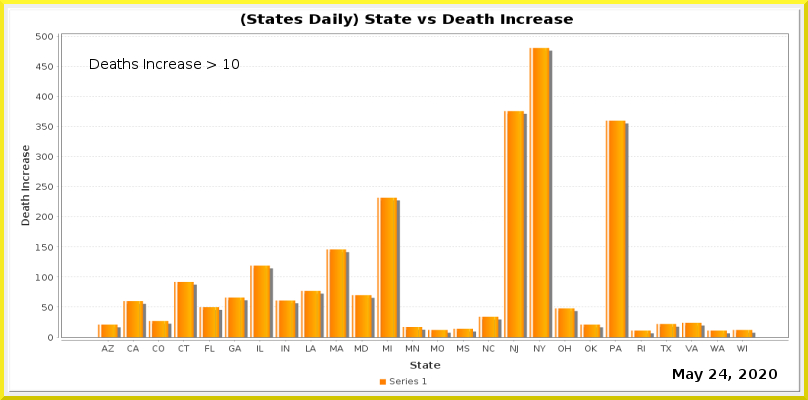 (States Daily) State vs Death Increase
Deaths Increase > 10
500
450
400
350
300
250
200
150
100
50
0
Death Increase
AZ CA CO CT FL GA IL IN LA MA MD MI MN MO MS NC NJ NY OH OK PA RI TX VA WA WI
State
Series 1
May 24, 2020